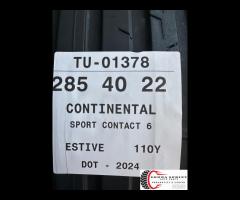 TU-01378
285 40 22
CONTINENTAL
SPORT CONTACT 6
ESTIVE 110Y
DOT - 2024